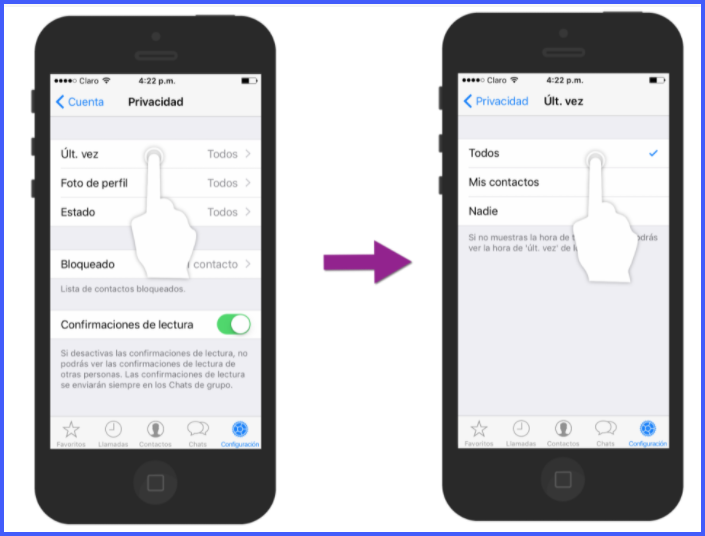 Claro 4:22 p.m.
Cuenta Privacidad
Últ. vez Todos
Foto de perfil Todos
Estado Todos
Bloqueado contacto
Lista de contactos bloqueados.
Confirmaciones de lectura
Si desactivas las confirmaciones de lectura, no
podrás ver las confirmaciones de lectura de
otras personas. Las confirmaciones de lectura
se enviarán siempre en los Chats de grupo.
Favoritos Llamadas Contactos Chats Configuración
Claro 4:22 p.m.
Privacidad Últ. vez
Todos
Mis contactos
Nadie
Si no muestras la hora de
ver la hora de 'últ. vez' de
Favoritos Llamadas Contactos Chats Configuración